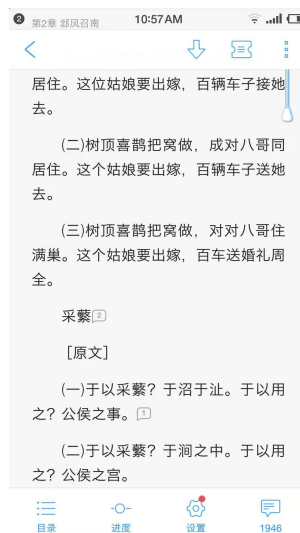 2 第2章 邶风召南 10:57AM
居住。这位姑娘要出嫁，百辆车子接她
去。
(二)树顶喜鹊把窝做，成对八哥同
居住。这个姑娘要出嫁，百辆车子送她
去。
(三)树顶喜鹊把窝做，对对八哥住
满巢。这个姑娘要出嫁，百车送婚礼周
全。
采蘩 2
［原文］
(一)于以采蘩？于沼于沚。于以用
之？公侯之事。 1
(二)于以采蘩？于涧之中。于以用
之？公侯之宫。
目录 进度 设置 1946